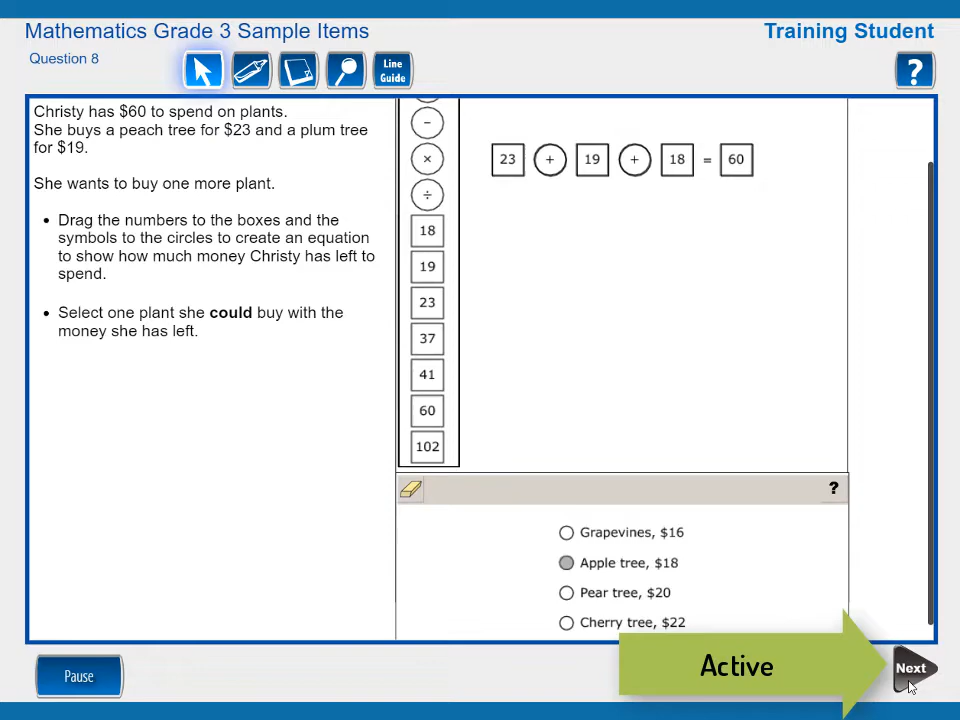 Mathematics Grade 3 Sample Items
Training Student
Question 8
Line
Guide
?
Christy has $60 to spend on plants.
She buys a peach tree for $23 and a plum tree
for $19.
She wants to buy one more plant.
• Drag the numbers to the boxes and the
symbols to the circles to create an equation
to show how much money Christy has left to
spend.
• Select one plant she could buy with the
money she has left.
−
×
÷
18
19
23
37
41
60
102
23 + 19 + 18 = 60
?
Grapevines, $16
Apple tree, $18
Pear tree, $20
Cherry tree, $22
Pause
Active
Next